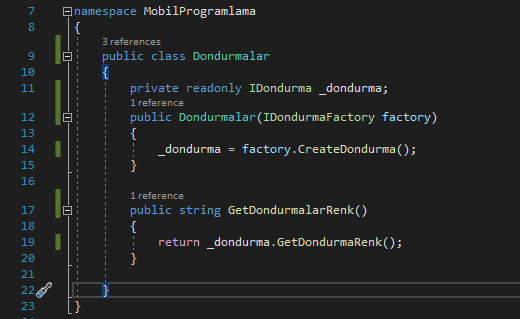 7 namespace MobilProgramlama
8 {
3 references
9 public class Dondurmalar
10 {
11 private readonly IDondurma _dondurma;
1 reference
12 public Dondurmalar(IDondurmaFactory factory)
13 {
14 _dondurma = factory.CreateDondurma();
15 }
16
1 reference
17 public string GetDondurmalarRenk()
18 {
19 return _dondurma.GetDondurmaRenk();
20 }
21
22 }
23 }